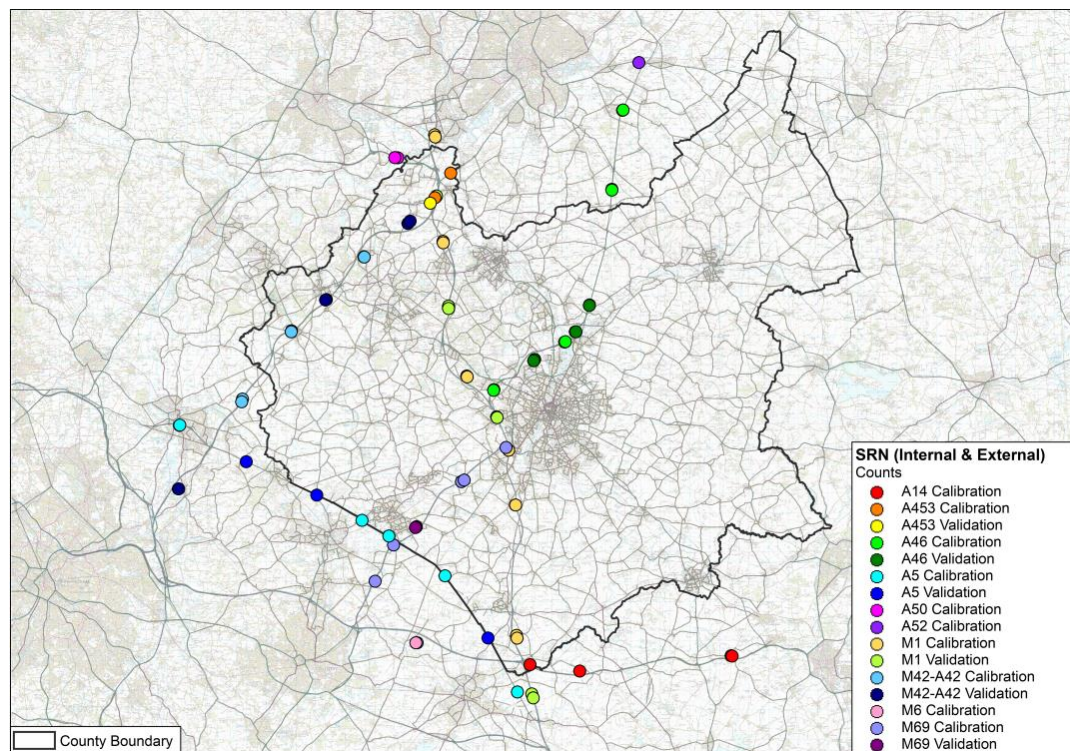 SRN (Internal & External)
Counts
A14 Calibration
A453 Calibration
A453 Validation
A46 Calibration
A46 Validation
A5 Calibration
A5 Validation
A50 Calibration
A52 Calibration
M1 Calibration
M1 Validation
M42-A42 Calibration
M42-A42 Validation
M6 Calibration
M69 Calibration
M69 Validation
County Boundary